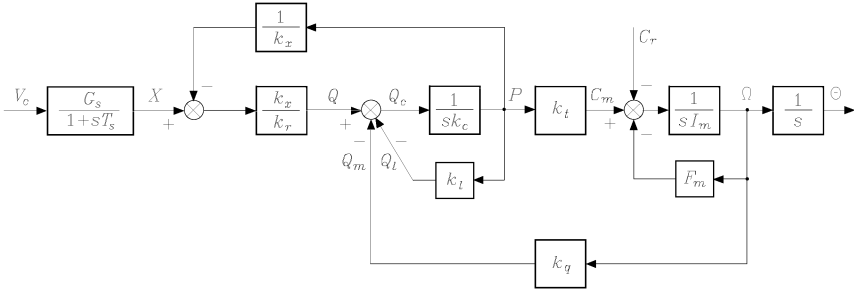 1
k_x
V_c
G_s
1+sT_s
X
−
+
k_x
k_r
Q
+
−
Q_m
−
Q_l
Q_c
1
sk_c
P
k_l
k_t
C_m
+
C_r
−
−
1
sI_m
Ω
F_m
1
s
Θ
k_q